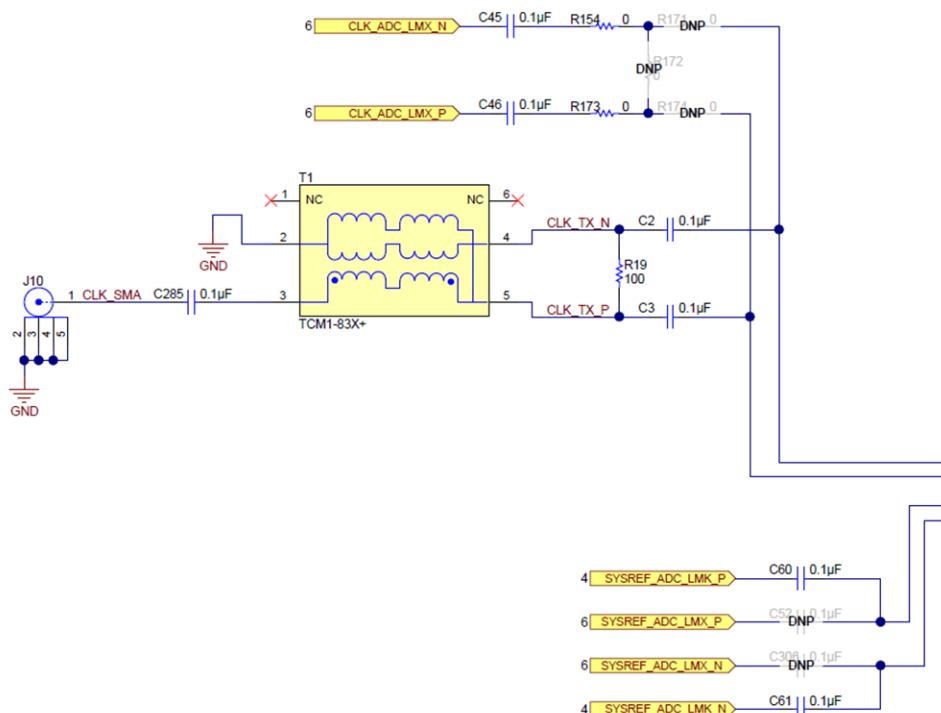 C45 0.1µF R154 0 R171 0
6 CLK_ADC_LMX_N DNP
R172
DNP
0
C46 0.1µF R173 0 R174 0
6 CLK_ADC_LMX_P DNP
T1
1 NC NC 6
CLK_TX_N C2 0.1µF
2 4
GND
R19
100
J10
1 CLK_SMA C285 0.1µF 3 5
CLK_TX_P C3 0.1µF
TCM1-83X+
2 3 4 5
GND
C60 0.1µF
4 SYSREF_ADC_LMK_P
C52 0.1µF
6 SYSREF_ADC_LMX_P DNP
C306 0.1µF
6 SYSREF_ADC_LMX_N DNP
C61 0.1µF
4 SYSREF_ADC_LMK_N